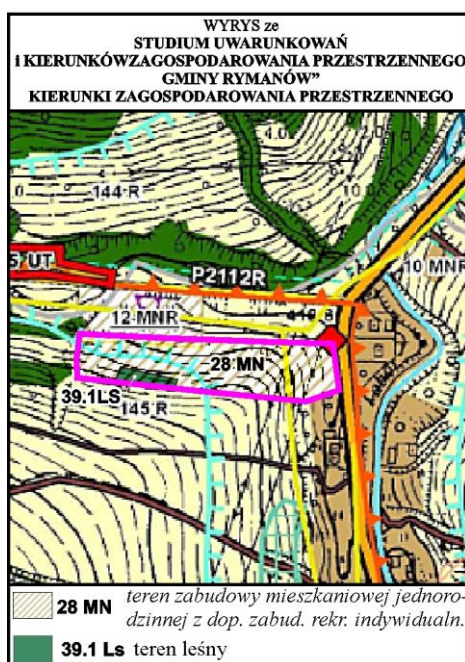 WYRYS ze
STUDIUM UWARUNKOWAŃ
i KIERUNKÓWZAGOSPODAROWANIA PRZESTRZENNEGO
GMINY RYMANÓW”
KIERUNKI ZAGOSPODAROWANIA PRZESTRZENNEGO
144 R
UT
P2112R
10 MNR
12 MNR
28 MN
39.1LS
145 R
28 MN teren zabudowy mieszkaniowej jednoro-
dzinnej z dop. zabud. rekr. indywidualn.
39.1 Ls teren leśny